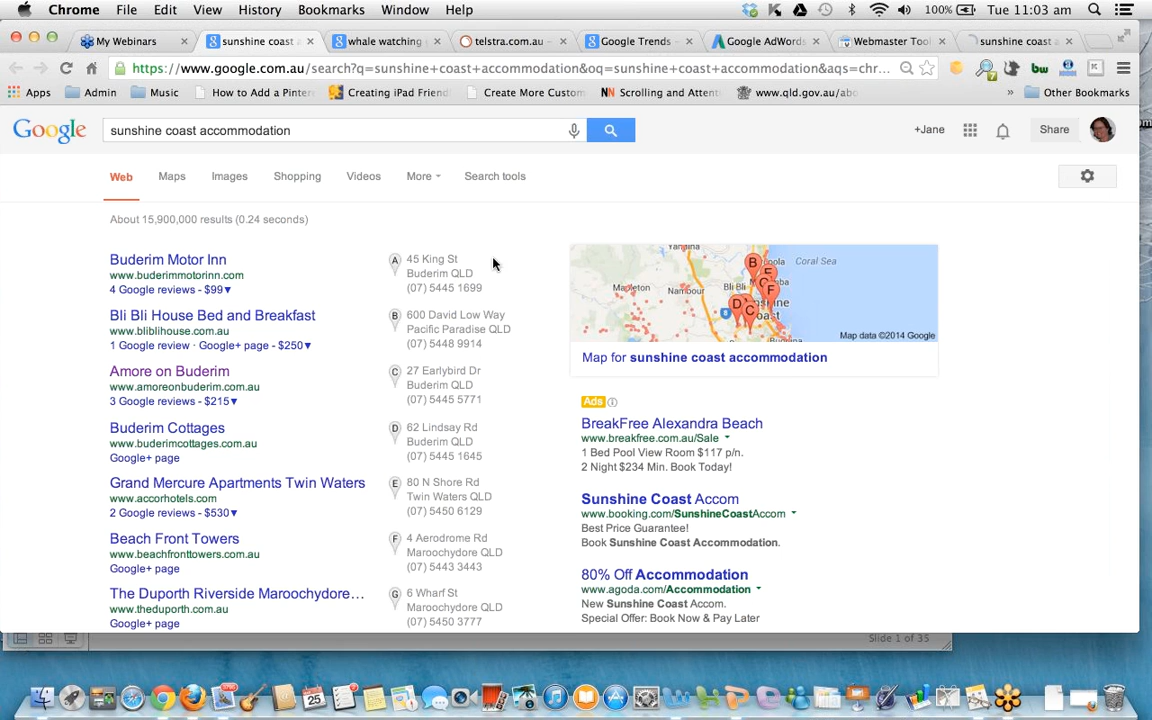 Chrome File Edit View History Bookmarks Window Help 100% Tue 11:03 am
My Webinars sunshine coast a whale watching telstra.com.au - Google Trends - Google AdWords Webmaster Tool sunshine coast a
https://www.google.com.au/search?q=sunshine+coast+accommodation&oq=sunshine+coast+accommodation&aqs=chr...
Apps Admin Music How to Add a Pinter Creating iPad Friend Create More Custom NN Scrolling and Attent www.qld.gov.au/abo » Other Bookmarks
Google sunshine coast accommodation +Jane Share
Web Maps Images Shopping Videos More Search tools
About 15,900,000 results (0.24 seconds)
Buderim Motor Inn
www.buderimmotorinn.com
4 Google reviews - $99▼
A 45 King St
Buderim QLD
(07) 5445 1699
Bli Bli House Bed and Breakfast
www.bliblihouse.com.au
1 Google review · Google+ page - $250▼
B 600 David Low Way
Pacific Paradise QLD
(07) 5448 9914
Amore on Buderim
www.amoreonbuderim.com.au
3 Google reviews - $215▼
C 27 Earlybird Dr
Buderim QLD
(07) 5445 5771
Buderim Cottages
www.buderimcottages.com.au
Google+ page
D 62 Lindsay Rd
Buderim QLD
(07) 5445 1645
Grand Mercure Apartments Twin Waters
www.accorhotels.com
2 Google reviews - $530▼
E 80 N Shore Rd
Twin Waters QLD
(07) 5450 6129
Beach Front Towers
www.beachfronttowers.com.au
Google+ page
F 4 Aerodrome Rd
Maroochydore QLD
(07) 5443 3443
The Duporth Riverside Maroochydore...
www.theduporth.com.au
Google+ page
G 6 Wharf St
Maroochydore QLD
(07) 5450 3777
Coral Sea
Mapleton Nambour Bli Bli
Coast
Map data ©2014 Google
Map for sunshine coast accommodation
Ads
BreakFree Alexandra Beach
www.breakfree.com.au/Sale
1 Bed Pool View Room $117 p/n.
2 Night $234 Min. Book Today!
Sunshine Coast Accom
www.booking.com/SunshineCoastAccom
Best Price Guarantee!
Book Sunshine Coast Accommodation.
80% Off Accommodation
www.agoda.com/Accommodation
New Sunshine Coast Accom.
Special Offer: Book Now & Pay Later
Slide 1 of 35